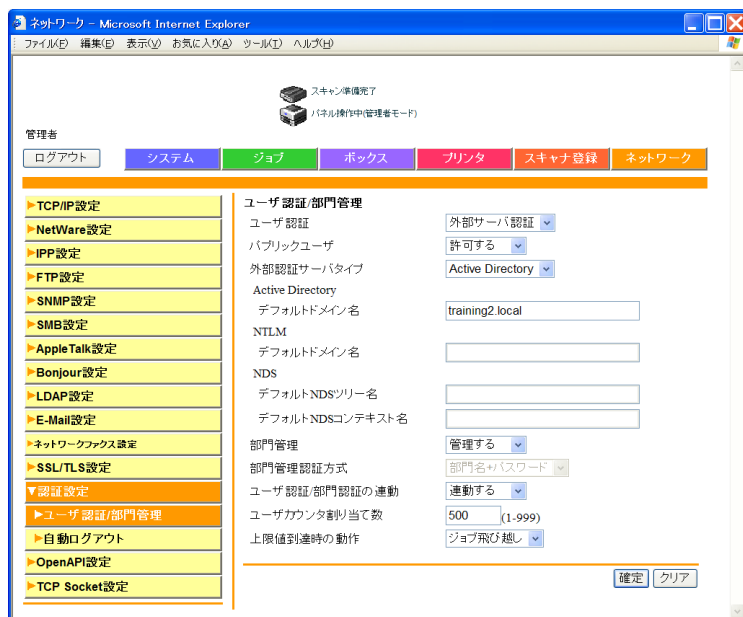 ネットワーク - Microsoft Internet Explorer
ファイル(F) 編集(E) 表示(V) お気に入り(A) ツール(T) ヘルプ(H)
スキャン準備完了
パネル操作中(管理者モード)
管理者
ログアウト システム ジョブ ボックス プリンタ スキャナ登録 ネットワーク
TCP/IP設定
NetWare設定
IPP設定
FTP設定
SNMP設定
SMB設定
AppleTalk設定
Bonjour設定
LDAP設定
E-Mail設定
ネットワークファクス設定
SSL/TLS設定
認証設定
ユーザ認証/部門管理
自動ログアウト
OpenAPI設定
TCP Socket設定
ユーザ認証/部門管理
ユーザ認証 外部サーバ認証
パブリックユーザ 許可する
外部認証サーバタイプ Active Directory
Active Directory
デフォルトドメイン名 training2.local
NTLM
デフォルトドメイン名
NDS
デフォルトNDSツリー名
デフォルトNDSコンテキスト名
部門管理 管理する
部門管理認証方式 部門名+パスワード
ユーザ認証/部門認証の連動 連動する
ユーザカウンタ割り当て数 500 (1-999)
上限値到達時の動作 ジョブ飛び越し
確定 クリア